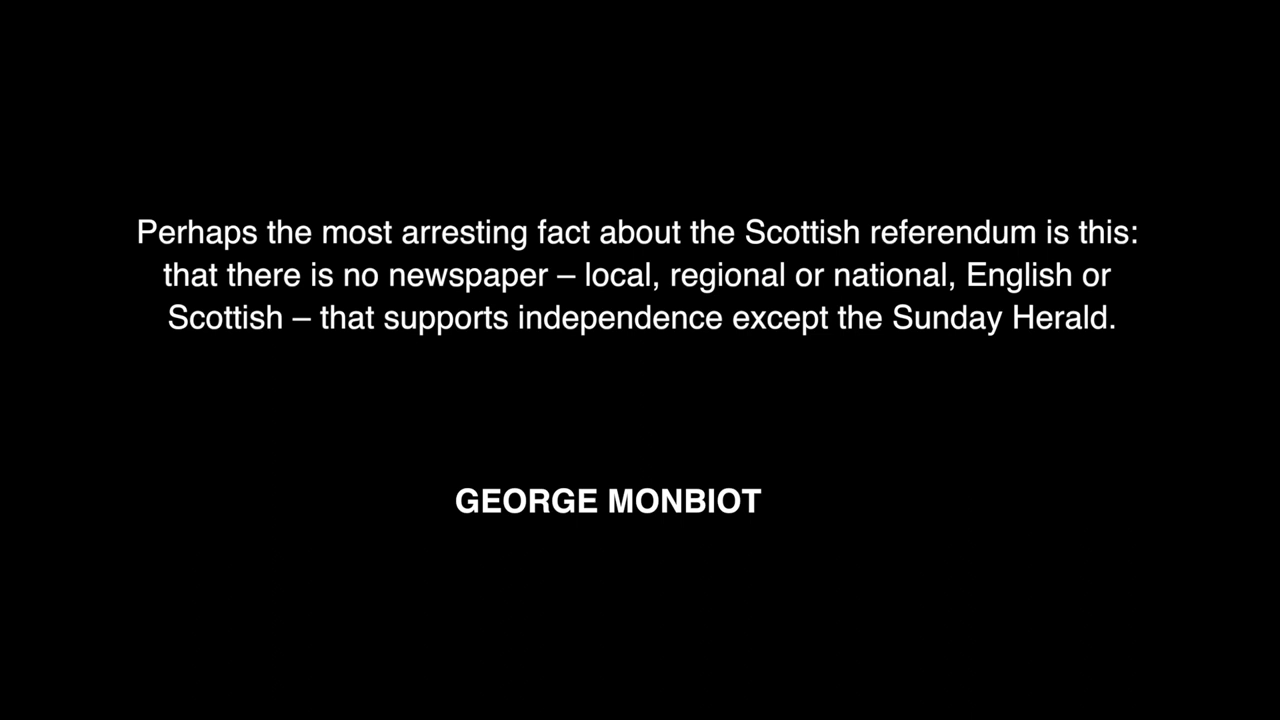 Perhaps the most arresting fact about the Scottish referendum is this:
that there is no newspaper – local, regional or national, English or
Scottish – that supports independence except the Sunday Herald.
GEORGE MONBIOT